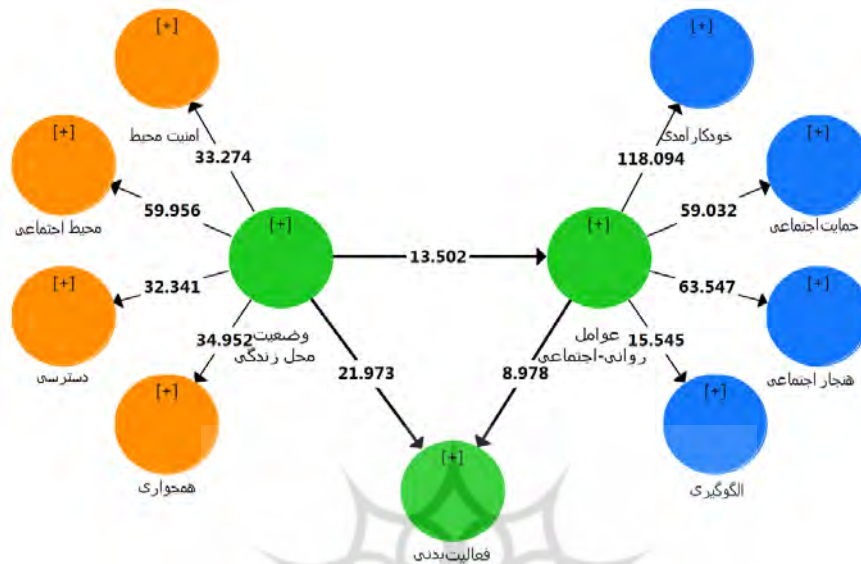 [+]
[+]
امنیت محیط
خودکارآمدی
33.274
118.094
[+]
[+]
محیط اجتماعی
حمایت اجتماعی
59.956
59.032
[+]
[+]
13.502
[+]
[+]
32.341
63.547
دسترسی
هنجار اجتماعی
34.952
15.545
وضعیت
محل زندگی
عوامل
روانی-اجتماعی
21.973
8.978
[+]
[+]
همجواری
الگوگیری
[+]
فعالیت بدنی